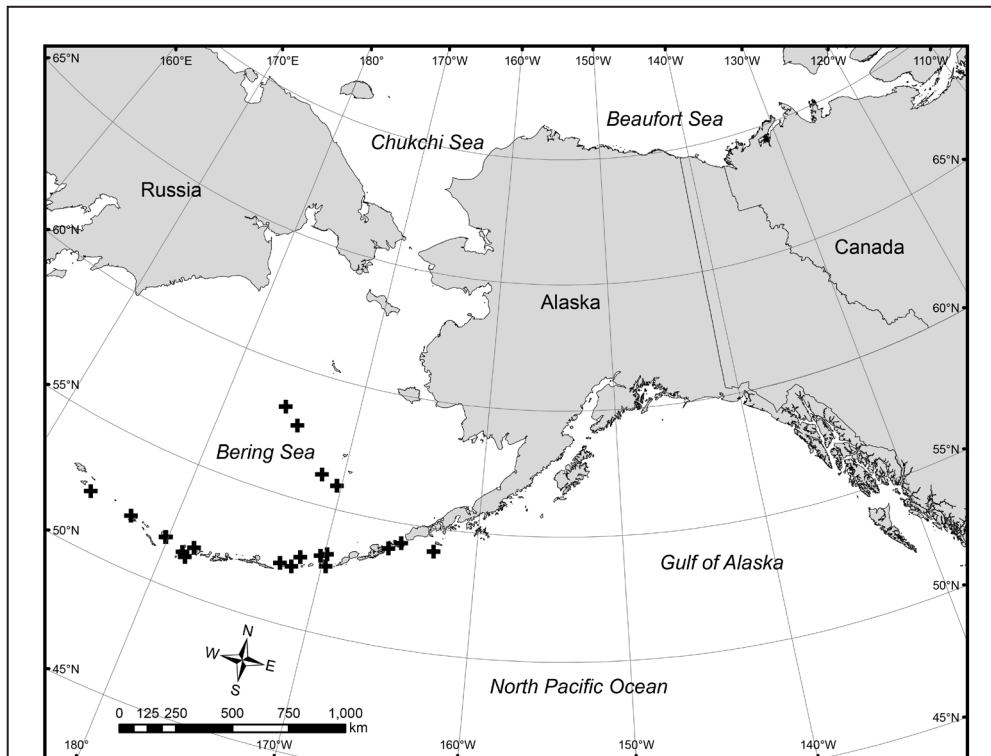 65°N
160°E
170°E
180°
170°W
160°W
150°W
140°W
130°W
120°W
110°W
Beaufort Sea
Chukchi Sea
65°N
Russia
60°N
Canada
Alaska
60°N
55°N
Bering Sea
55°N
50°N
Gulf of Alaska
50°N
N
W
E
S
45°N
North Pacific Ocean
0 125 250 500 750 1,000
km
45°N
180°
170°W
160°W
150°W
140°W